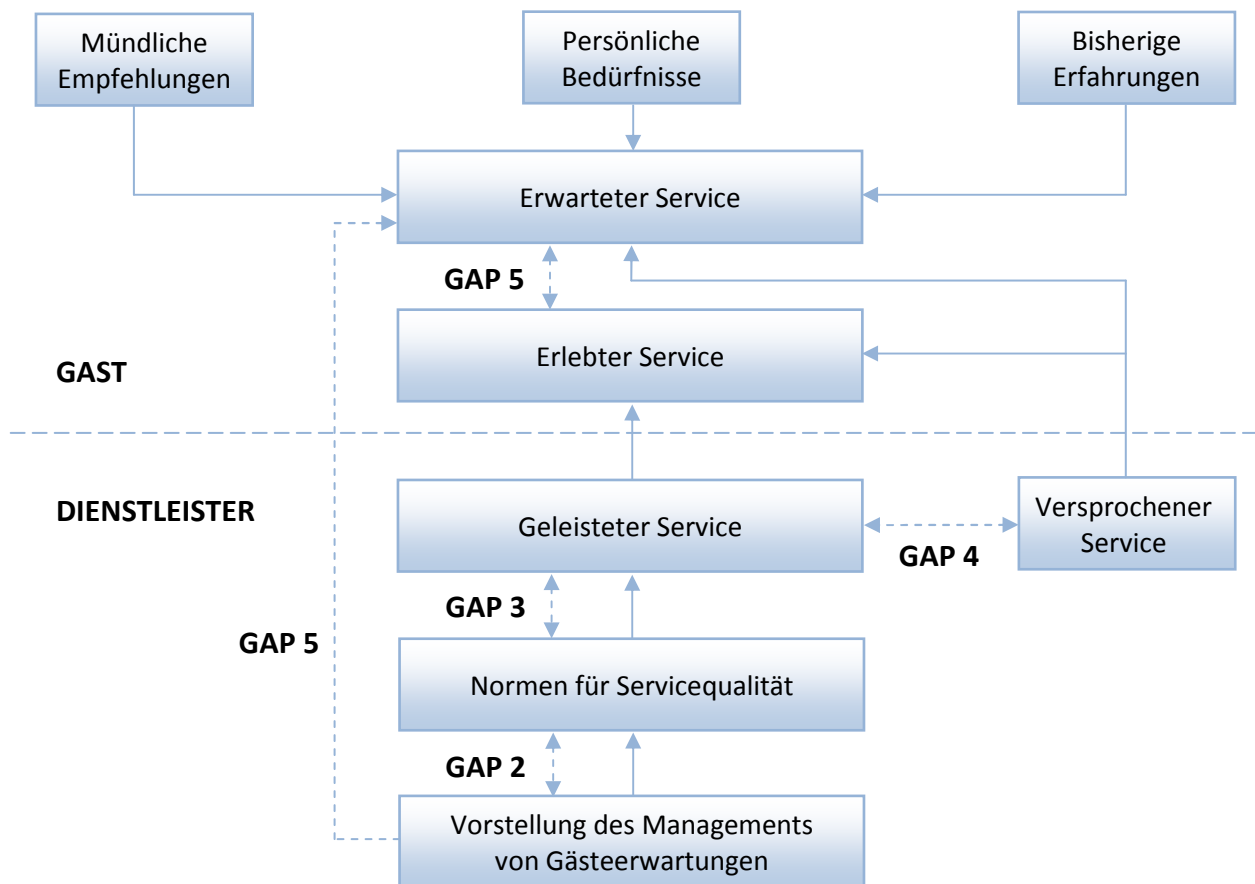 Mündliche
Empfehlungen
Persönliche
Bedürfnisse
Bisherige
Erfahrungen
Erwarteter Service
GAP 5
Erlebter Service
GAST
DIENSTLEISTER
Geleisteter Service
Versprochener
Service
GAP 4
GAP 3
GAP 5
Normen für Servicequalität
GAP 2
Vorstellung des Managements
von Gästeerwartungen